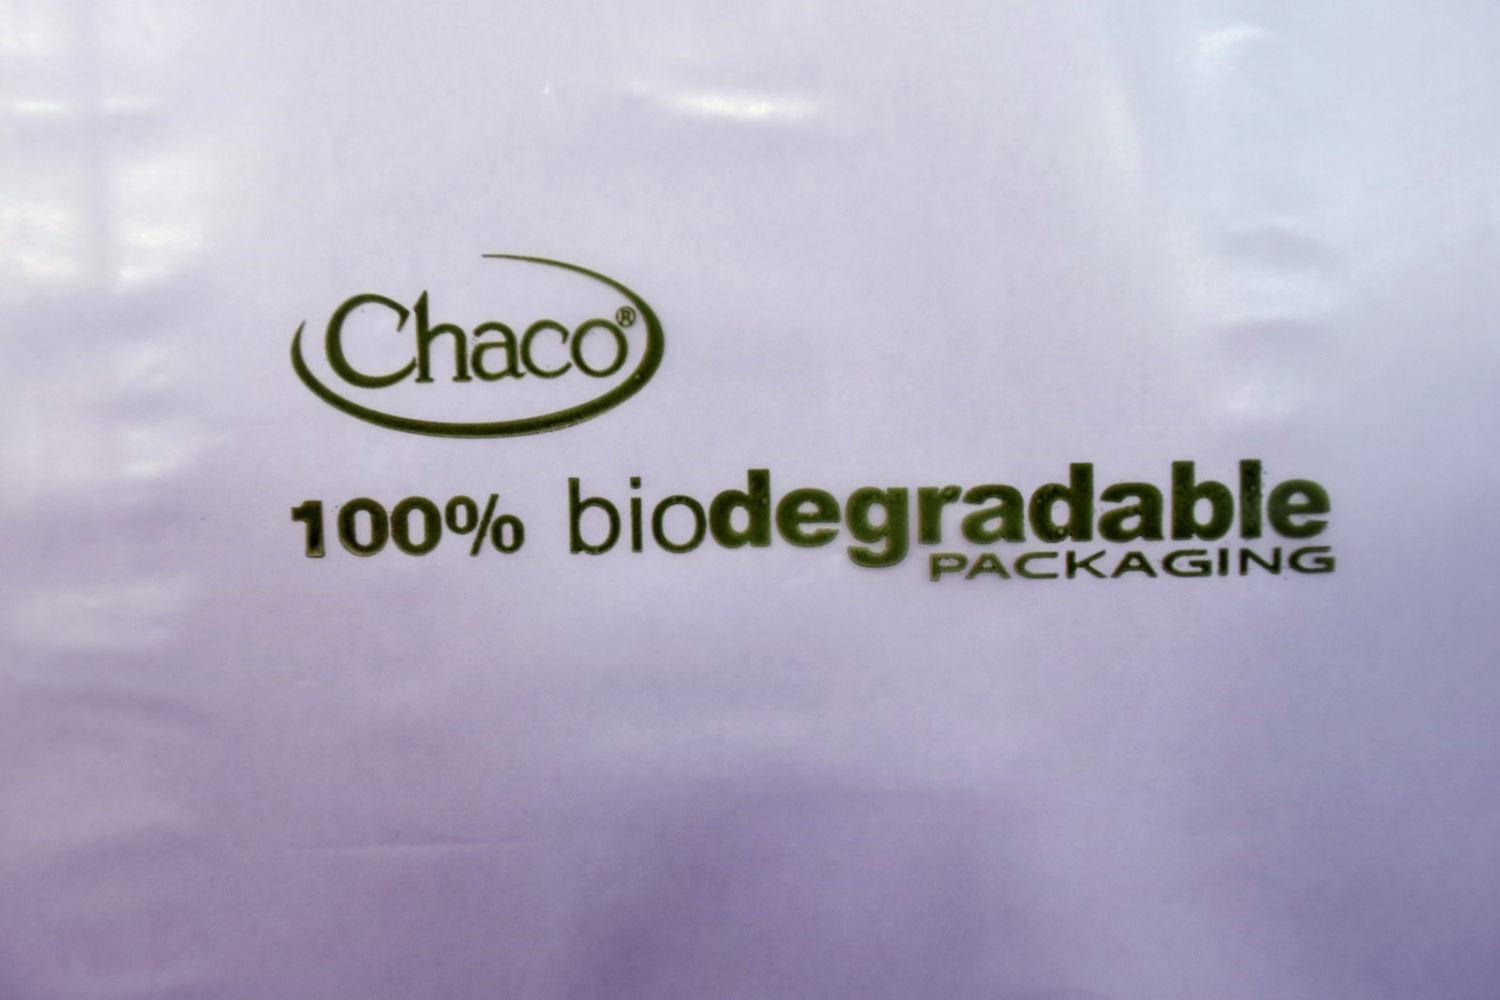 Chaco®
100% biodegradable
PACKAGING